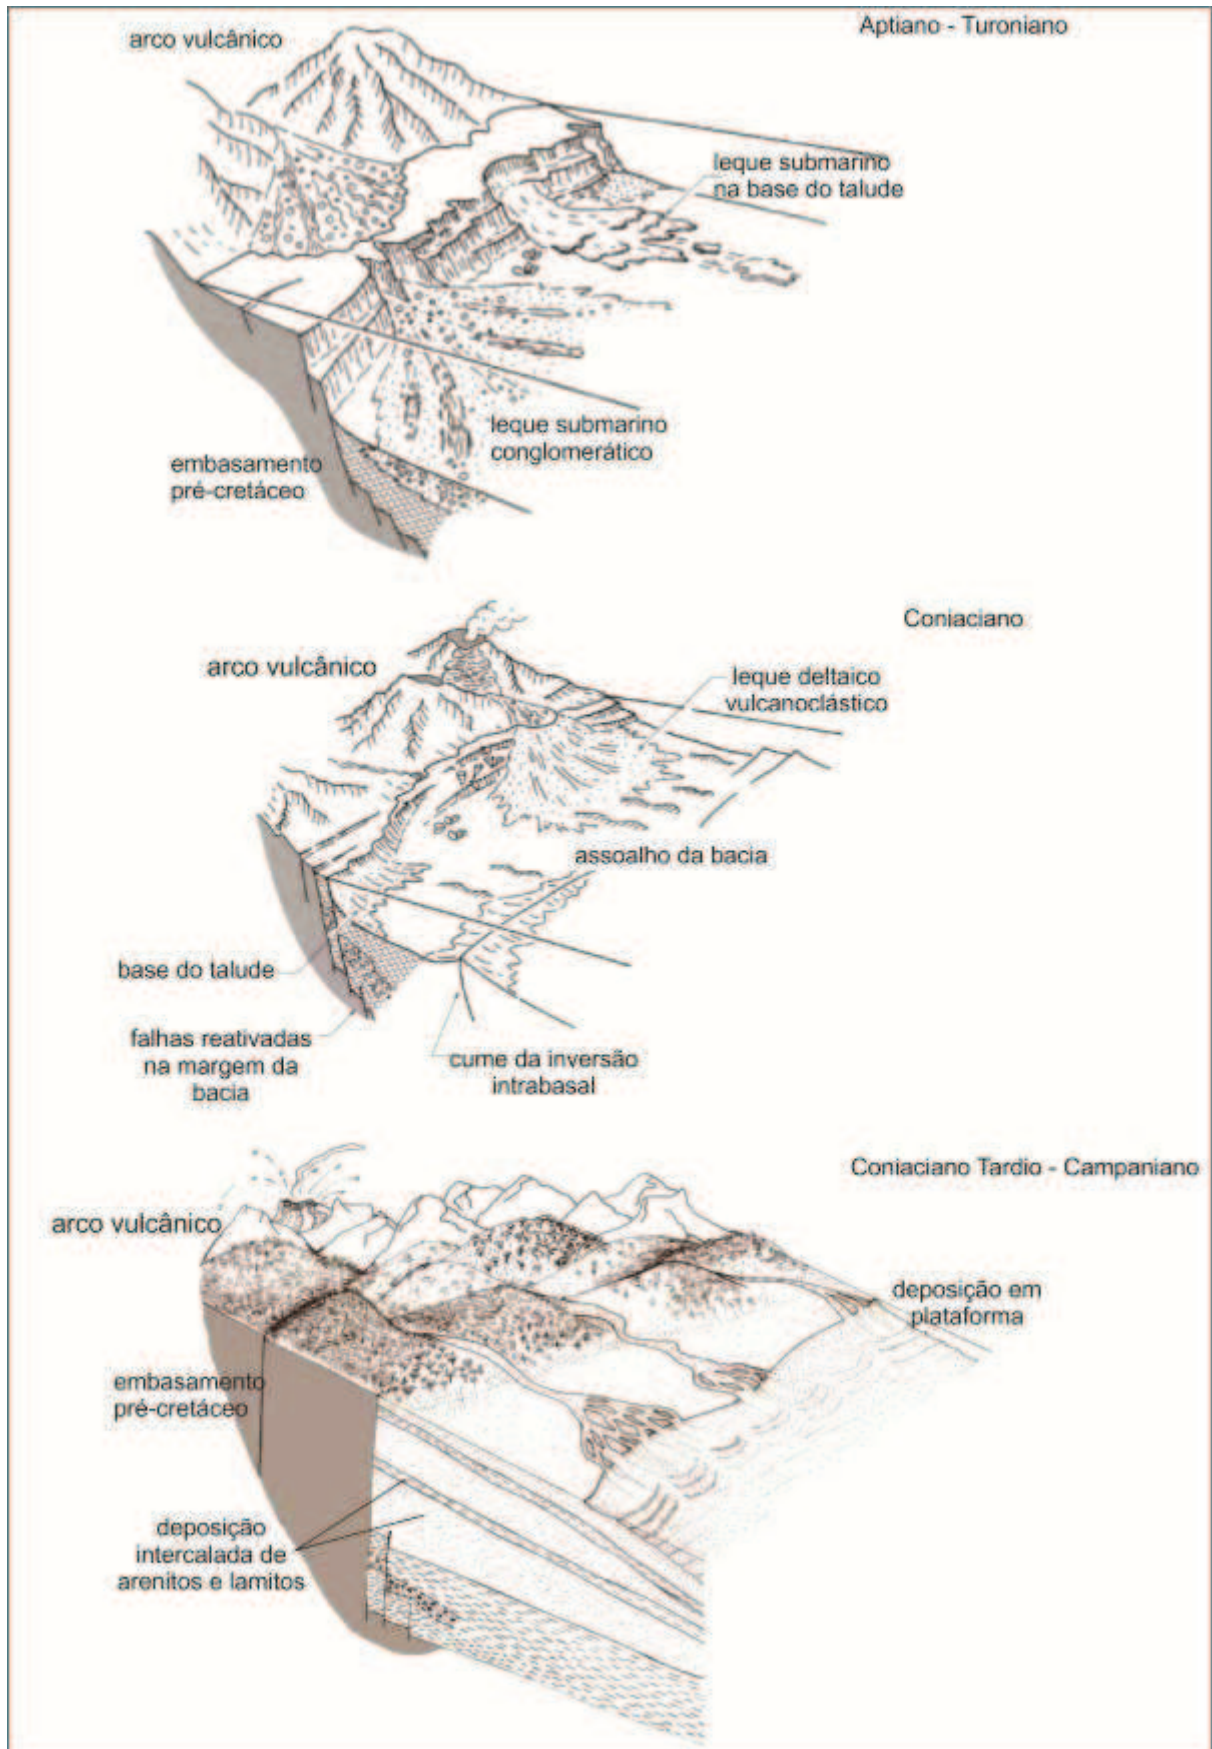 Aptiano - Turoniano
arco vulcânico
leque submarino
na base do talude
leque submarino
conglomerático
embasamento
pré-cretáceo
Coniaciano
arco vulcânico
leque deltaico
vulcanoclástico
assoalho da bacia
base do talude
falhas reativadas
na margem da
bacia
cume da inversão
intrabasal
Coniaciano Tardio - Campaniano
arco vulcânico
deposição em
plataforma
embasamento
pré-cretáceo
deposição
intercalada de
arenitos e lamitos